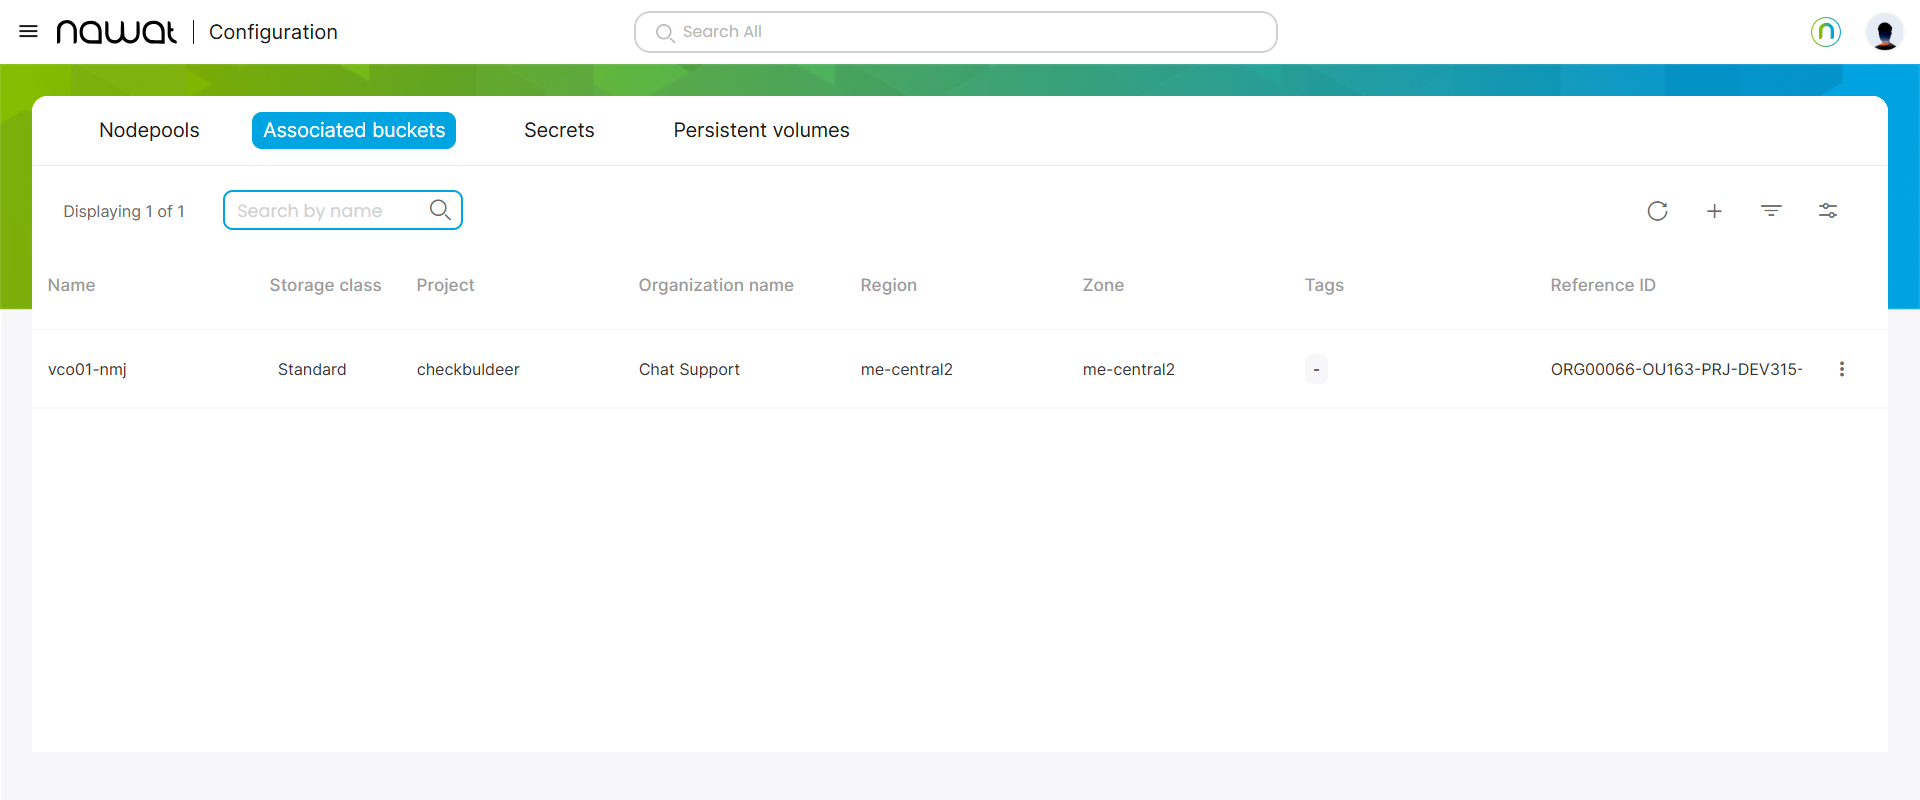 nawat
Configuration
Search All
Nodepools
Associated buckets
Secrets
Persistent volumes
Displaying 1 of 1
Search by name
Name Storage class Project Organization name Region Zone Tags Reference ID
vco01-nmj Standard checkbuldeer Chat Support me-central2 me-central2 - ORG00066-OU163-PRJ-DEV315-